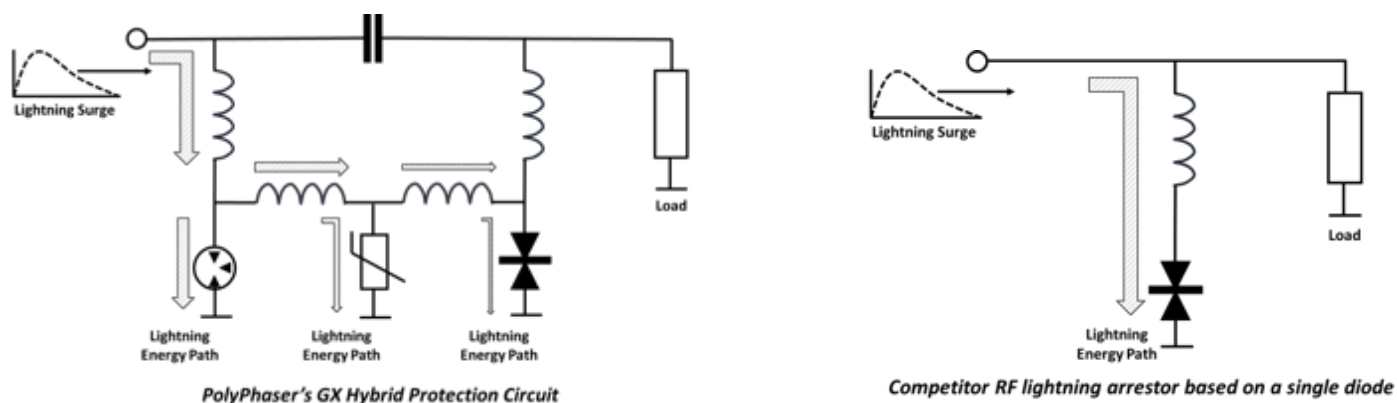 Lightning Surge
Load
Lightning
Energy Path
Lightning
Energy Path
Lightning
Energy Path
PolyPhaser's GX Hybrid Protection Circuit
Lightning Surge
Load
Lightning
Energy Path
Competitor RF lightning arrestor based on a single diode